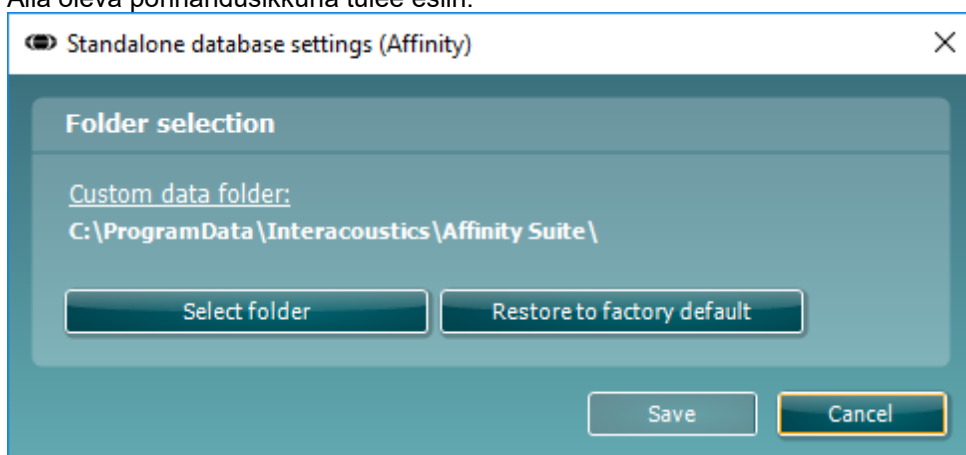 Alla oleva ponnahdusikkuna tulee esiin:
Standalone database settings (Affinity)
Folder selection
Custom data folder:
C:\ProgramData\Interacoustics\Affinity Suite\
Select folder
Restore to factory default
Save
Cancel